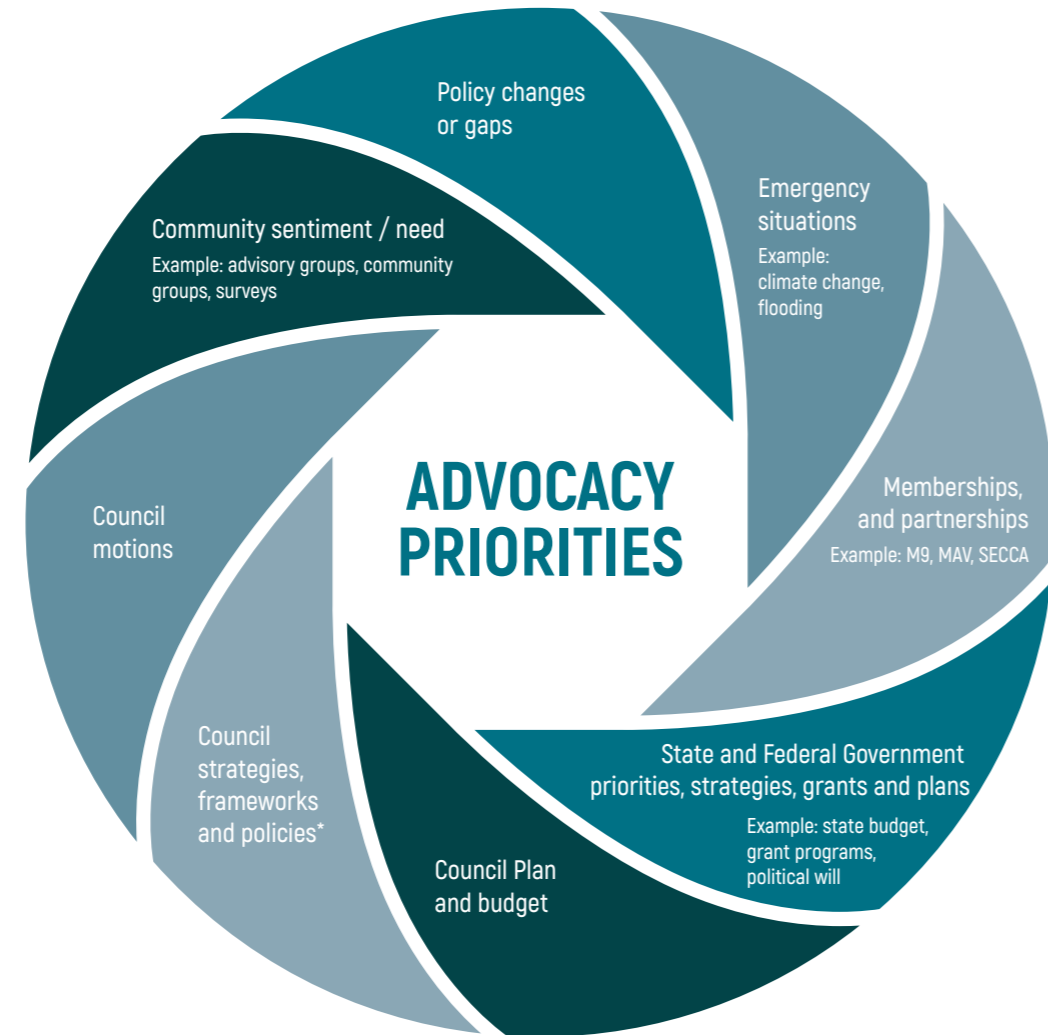 Policy changes
or gaps
Emergency
situations
Example:
climate change,
flooding
Community sentiment / need
Example: advisory groups, community
groups, surveys
ADVOCACY
PRIORITIES
Memberships,
and partnerships
Example: M9, MAV, SECCA
Council
motions
State and Federal Government
priorities, strategies, grants and plans
Example: state budget,
grant programs,
political will
Council
strategies,
frameworks
and policies*
Council Plan
and budget